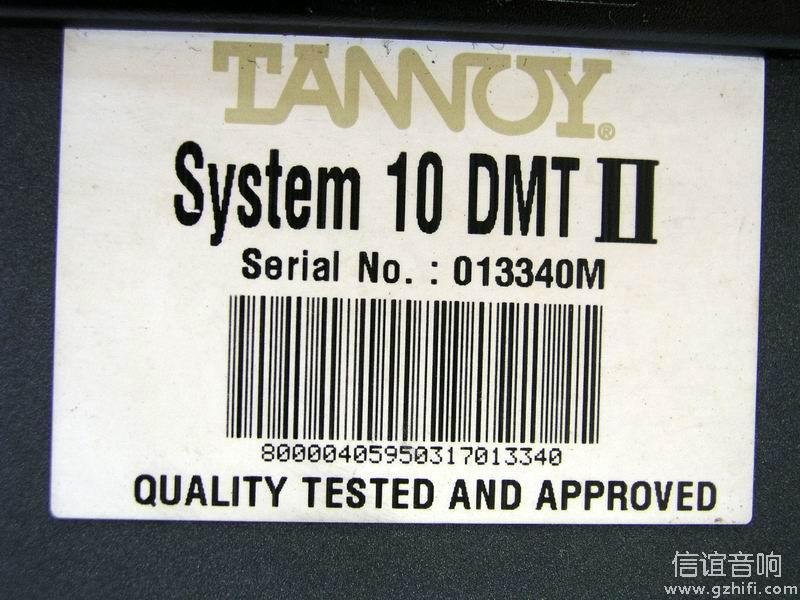 TANNOY®
System 10 DMT II
Serial No. : 013340M
80000405950317013340
QUALITY TESTED AND APPROVED
信谊音响
www.gzhifi.com